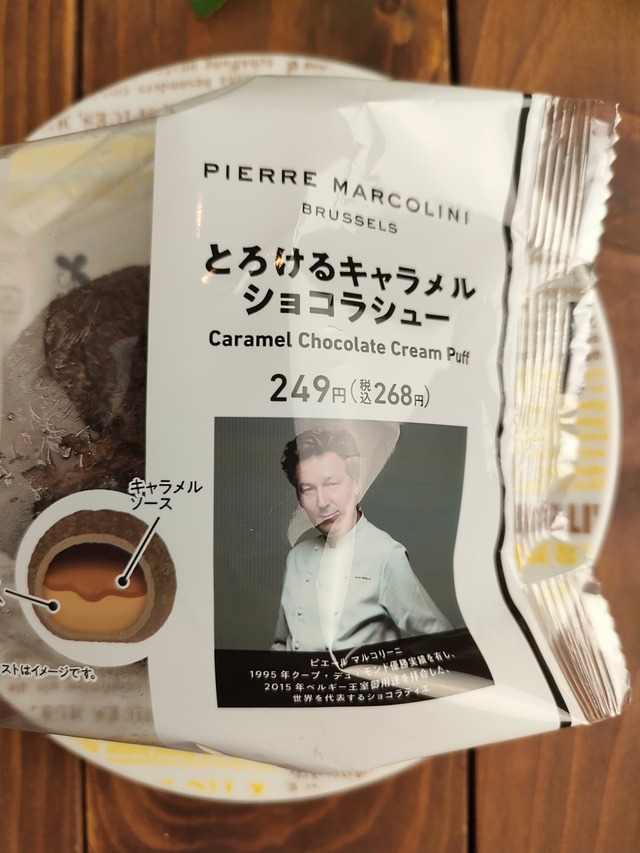 PIERRE MARCOLINI
BRUSSELS
とろけるキャラメル
ショコラシュー
Caramel Chocolate Cream Puff
249円(税込268円)
キャラメル
ソース
ストはイメージです。
ピエール マルコリーニ
1995年クープ・デュ・モンド優勝実績を有し、
2015年ベルギー王室御用達を拝命した、
世界を代表するショコラティエ